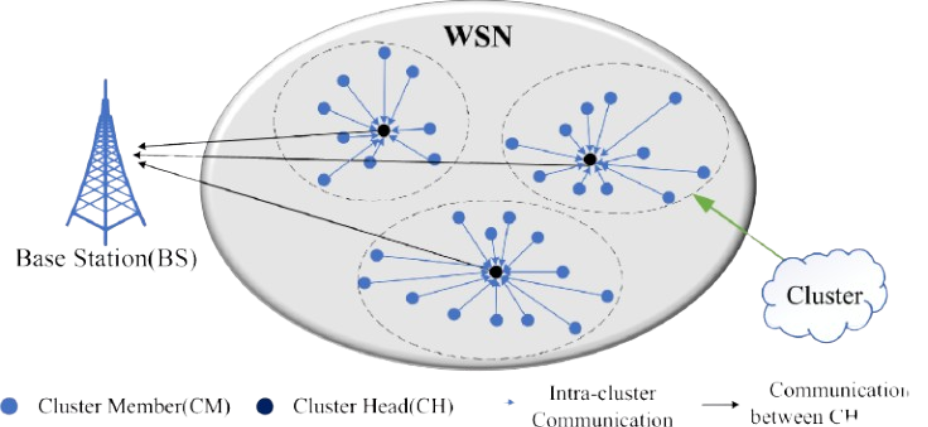 WSN
Base Station(BS)
Cluster
Cluster Member(CM)
Cluster Head(CH)
Intra-cluster
Communication
Communication
between CH